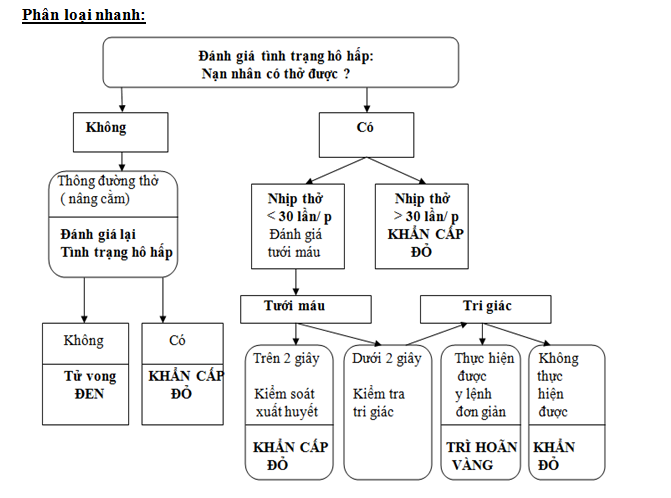 Phân loại nhanh:
Đánh giá tình trạng hô hấp:
Nạn nhân có thở được ?
Không
Có
Thông đường thở
( nâng cằm)
Đánh giá lại
Tình trạng hô hấp
Nhịp thở
< 30 lần/ p
Đánh giá
tưới máu
Nhịp thở
> 30 lần/ p
KHẨN CẤP
ĐỎ
Tưới máu
Tri giác
Không
Tử vong
ĐEN
Có
KHẨN CẤP
ĐỎ
Trên 2 giây
Kiểm soát
xuất huyết
KHẨN CẤP
ĐỎ
Dưới 2 giây
Kiểm tra
tri giác
Thực hiện
được
y lệnh
đơn giản
TRÌ HOÃN
VÀNG
Không
thực
hiện
được
KHẨN
ĐỎ